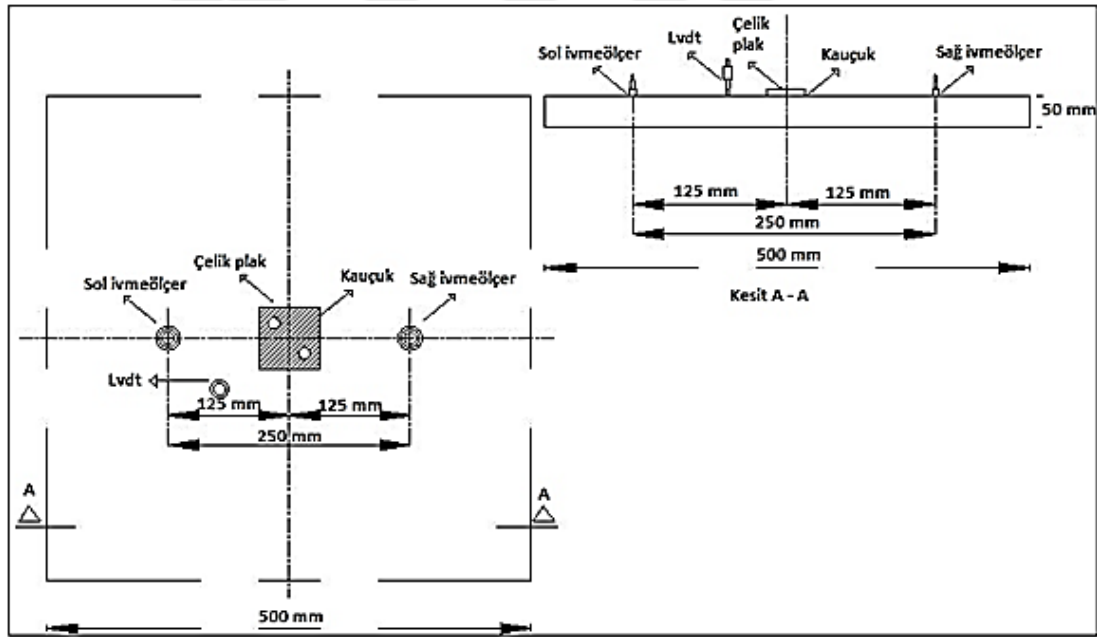 Sol ivmeölçer
Lvdt
Çelik
plak
Kauçuk
Sağ ivmeölçer
50 mm
125 mm
125 mm
250 mm
500 mm
Kesit A - A
Çelik plak
Sol ivmeölçer
Kauçuk
Sağ ivmeölçer
Lvdt
125 mm
125 mm
250 mm
A
A
500 mm